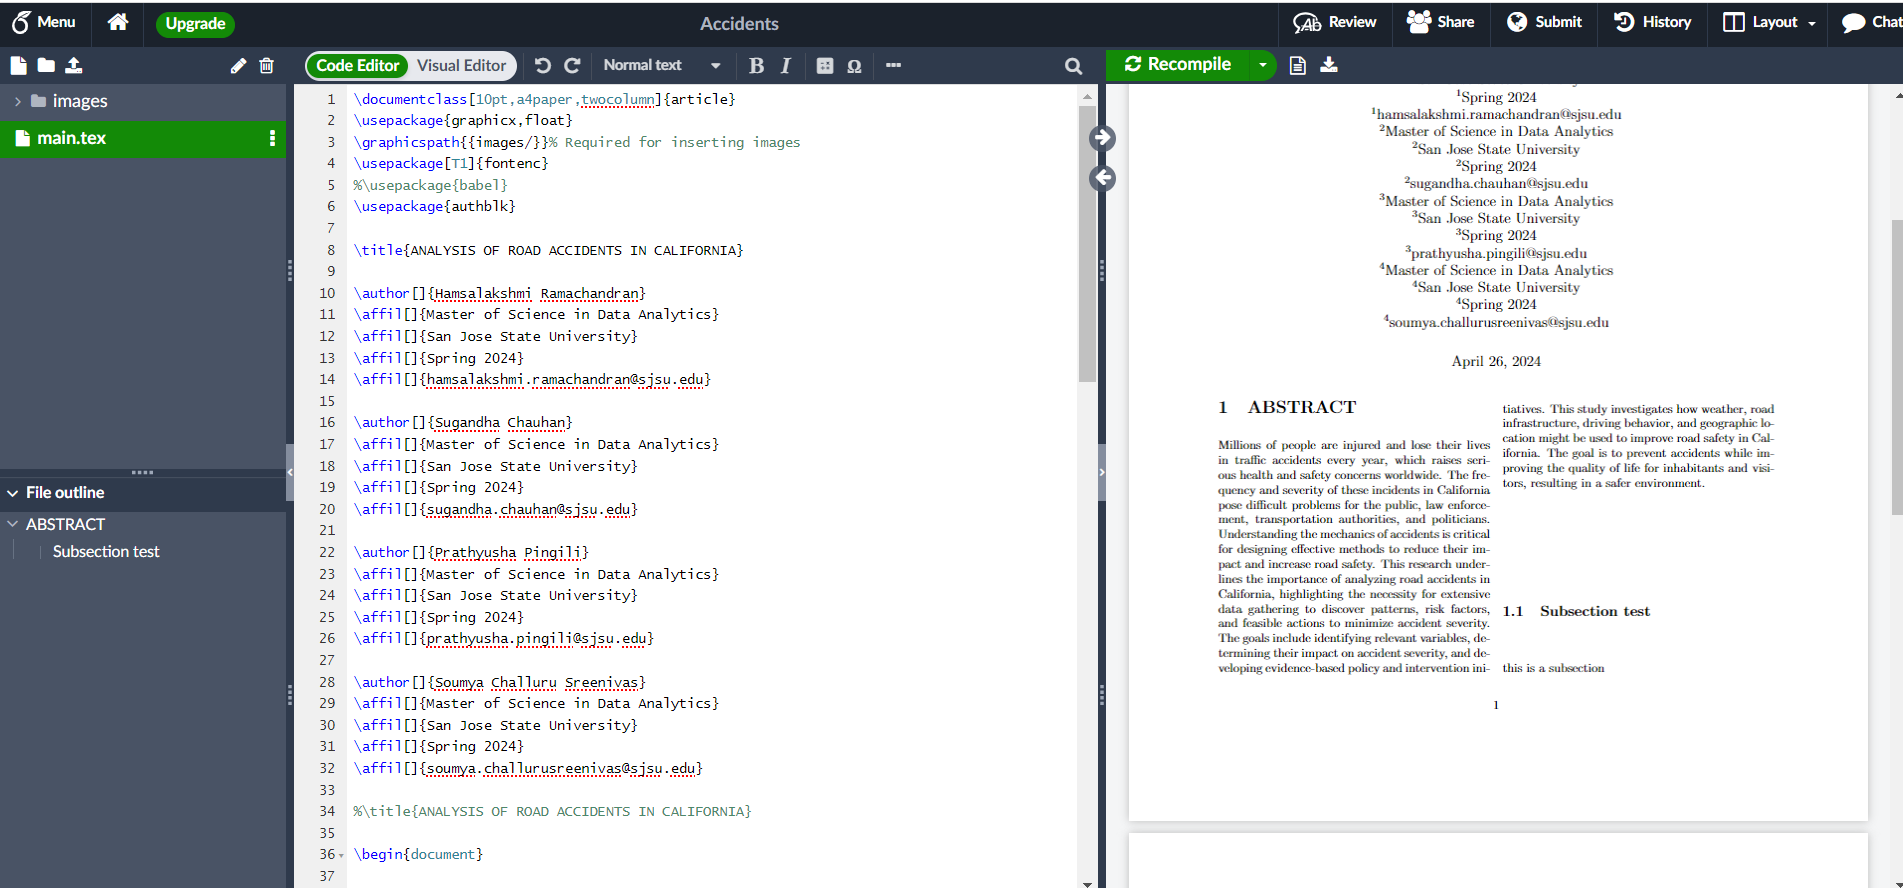 Menu
Upgrade
Accidents
Review
Share
Submit
History
Layout
Chat
Code Editor
Visual Editor
Normal text
B I
Ω
Recompile
images
main.tex
File outline
ABSTRACT
Subsection test
1 \documentclass[10pt,a4paper,twocolumn]{article}
2 \usepackage{graphicx,float}
3 \graphicspath{{images/}}% Required for inserting images
4 \usepackage[T1]{fontenc}
5 %\usepackage{babel}
6 \usepackage{authblk}
7
8 \title{ANALYSIS OF ROAD ACCIDENTS IN CALIFORNIA}
9
10 \author[]{Hamsalakshmi Ramachandran}
11 \affil[]{Master of Science in Data Analytics}
12 \affil[]{San Jose State University}
13 \affil[]{Spring 2024}
14 \affil[]{hamsalakshmi.ramachandran@sjsu.edu}
15
16 \author[]{Sugandha Chauhan}
17 \affil[]{Master of Science in Data Analytics}
18 \affil[]{San Jose State University}
19 \affil[]{Spring 2024}
20 \affil[]{sugandha.chauhan@sjsu.edu}
21
22 \author[]{Prathyusha Pingili}
23 \affil[]{Master of Science in Data Analytics}
24 \affil[]{San Jose State University}
25 \affil[]{Spring 2024}
26 \affil[]{prathyusha.pingili@sjsu.edu}
27
28 \author[]{Soumya Challuru Sreenivas}
29 \affil[]{Master of Science in Data Analytics}
30 \affil[]{San Jose State University}
31 \affil[]{Spring 2024}
32 \affil[]{soumya.challurusreenivas@sjsu.edu}
33
34 %\title{ANALYSIS OF ROAD ACCIDENTS IN CALIFORNIA}
35
36 \begin{document}
37
¹Spring 2024
¹hamsalakshmi.ramachandran@sjsu.edu
²Master of Science in Data Analytics
²San Jose State University
²Spring 2024
²sugandha.chauhan@sjsu.edu
³Master of Science in Data Analytics
³San Jose State University
³Spring 2024
³prathyusha.pingili@sjsu.edu
⁴Master of Science in Data Analytics
⁴San Jose State University
⁴Spring 2024
⁴soumya.challurusreenivas@sjsu.edu
April 26, 2024
1 ABSTRACT
Millions of people are injured and lose their lives
in traffic accidents every year, which raises seri-
ous health and safety concerns worldwide. The fre-
quency and severity of these incidents in California
pose difficult problems for the public, law enforce-
ment, transportation authorities, and politicians.
Understanding the mechanics of accidents is critical
for designing effective methods to reduce their im-
pact and increase road safety. This research under-
lines the importance of analyzing road accidents in
California, highlighting the necessity for extensive
data gathering to discover patterns, risk factors,
and feasible actions to minimize accident severity.
The goals include identifying relevant variables, de-
termining their impact on accident severity, and de-
veloping evidence-based policy and intervention ini-
tiatives. This study investigates how weather, road
infrastructure, driving behavior, and geographic lo-
cation might be used to improve road safety in Cal-
ifornia. The goal is to prevent accidents while im-
proving the quality of life for inhabitants and visi-
tors, resulting in a safer environment.
1.1 Subsection test
this is a subsection
1